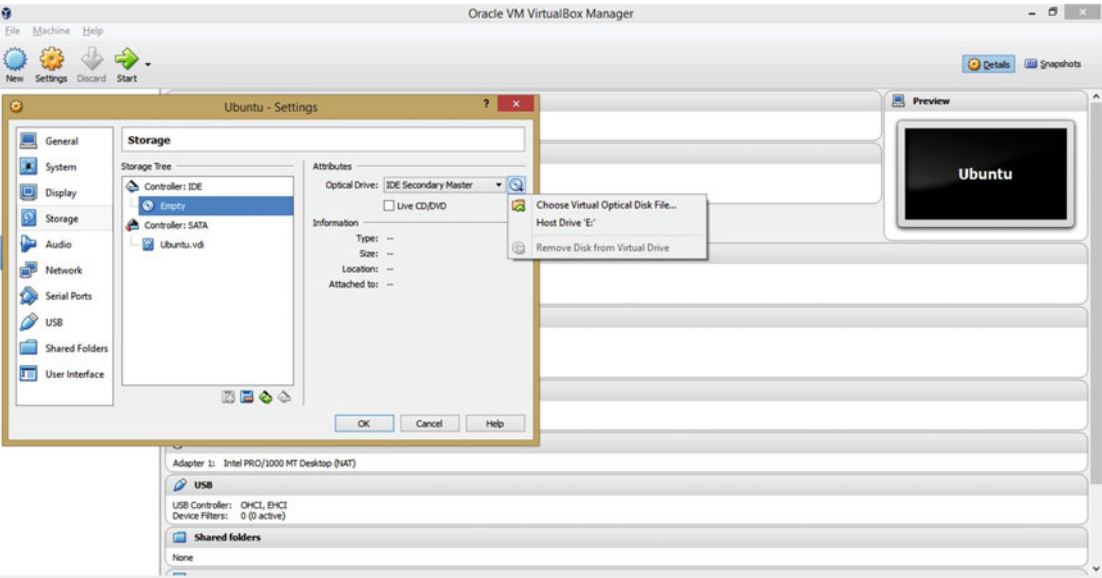 Oracle VM VirtualBox Manager
File Machine Help
New Settings Discard Start
Details Snapshots
Ubuntu - Settings ?
General
System
Display
Storage
Audio
Network
Serial Ports
USB
Shared Folders
User Interface
Storage
Storage Tree
Controller: IDE
Empty
Controller: SATA
Ubuntu.vdi
Attributes
Optical Drive: IDE Secondary Master
Live CD/DVD
Information
Type: --
Size: --
Location: --
Attached to: --
Choose Virtual Optical Disk File...
Host Drive 'E:'
Remove Disk from Virtual Drive
OK Cancel Help
Preview
Ubuntu
Adapter 1: Intel PRO/1000 MT Desktop (NAT)
USB
USB Controller: OHCI, EHCI
Device Filters: 0 (0 active)
Shared folders
None